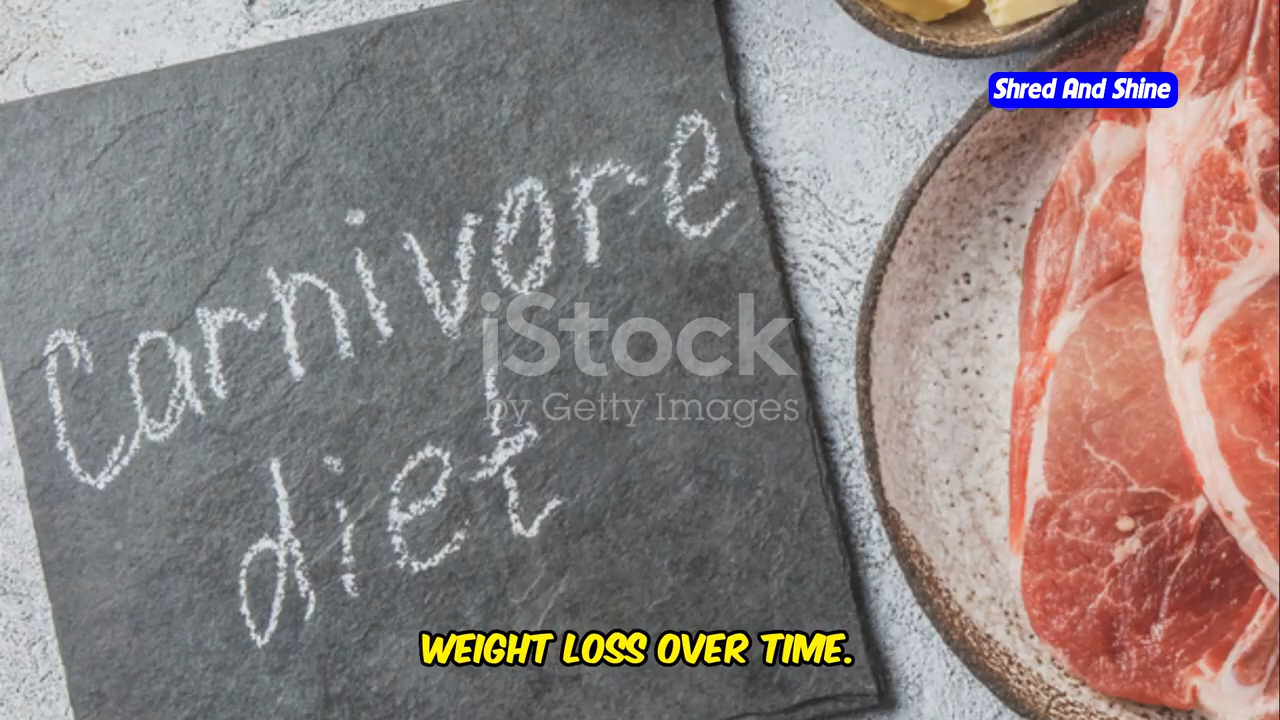 Shred And Shine
Carnivore
diet
iStock
by Getty Images
WEIGHT LOSS OVER TIME.